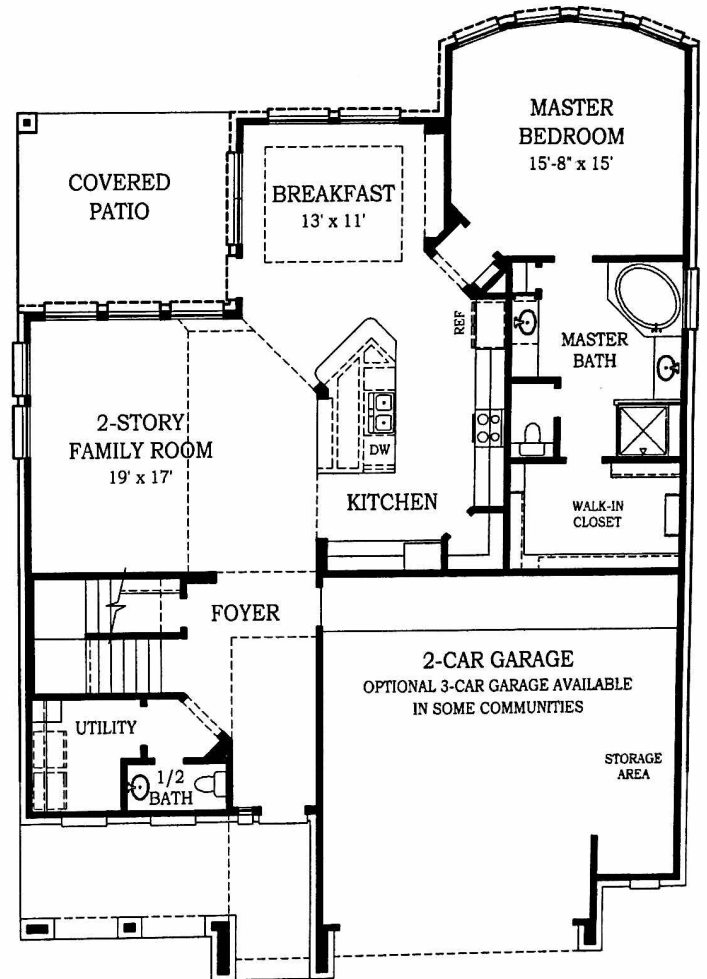 MASTER
BEDROOM
15'-8" x 15'
COVERED
PATIO
BREAKFAST
13' x 11'
REF
MASTER
BATH
2-STORY
FAMILY ROOM
19' x 17'
DW
KITCHEN
WALK-IN
CLOSET
FOYER
2-CAR GARAGE
OPTIONAL 3-CAR GARAGE AVAILABLE
IN SOME COMMUNITIES
UTILITY
STORAGE
AREA
1/2
BATH